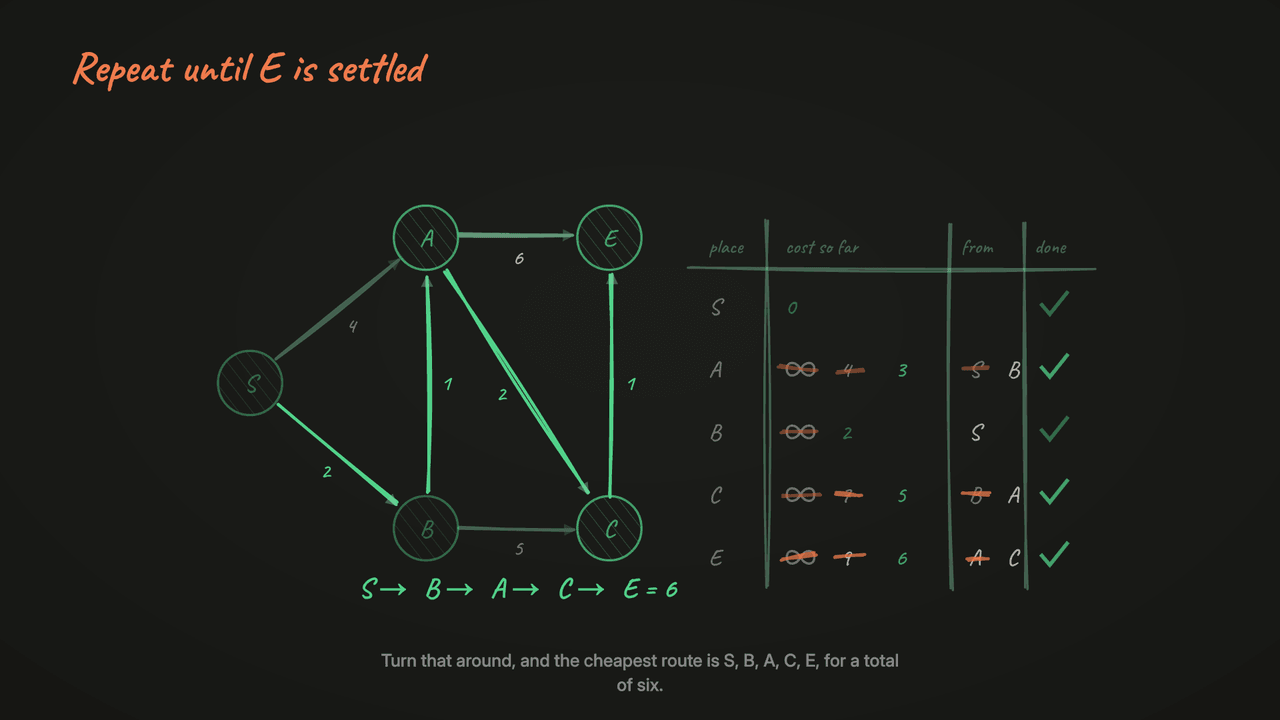 Repeat until E is settled
A
E
6
4
S
1
2
1
2
B
C
5
S→ B→ A→ C→ E = 6
place cost so far from done
S 0 ✓
A ∞ 4 3 S B ✓
B ∞ 2 S ✓
C ∞ 7 5 B A ✓
E ∞ 9 6 A C ✓
Turn that around, and the cheapest route is S, B, A, C, E, for a total
of six.